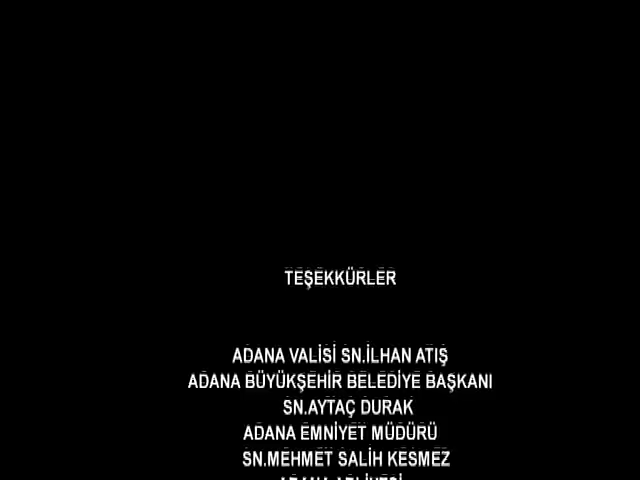 TEŞEKKÜRLER
ADANA VALİSİ SN.İLHAN ATIŞ
ADANA BÜYÜKŞEHİR BELEDİYE BAŞKANI
SN.AYTAÇ DURAK
ADANA EMNİYET MÜDÜRÜ
SN.MEHMET SALİH KESMEZ